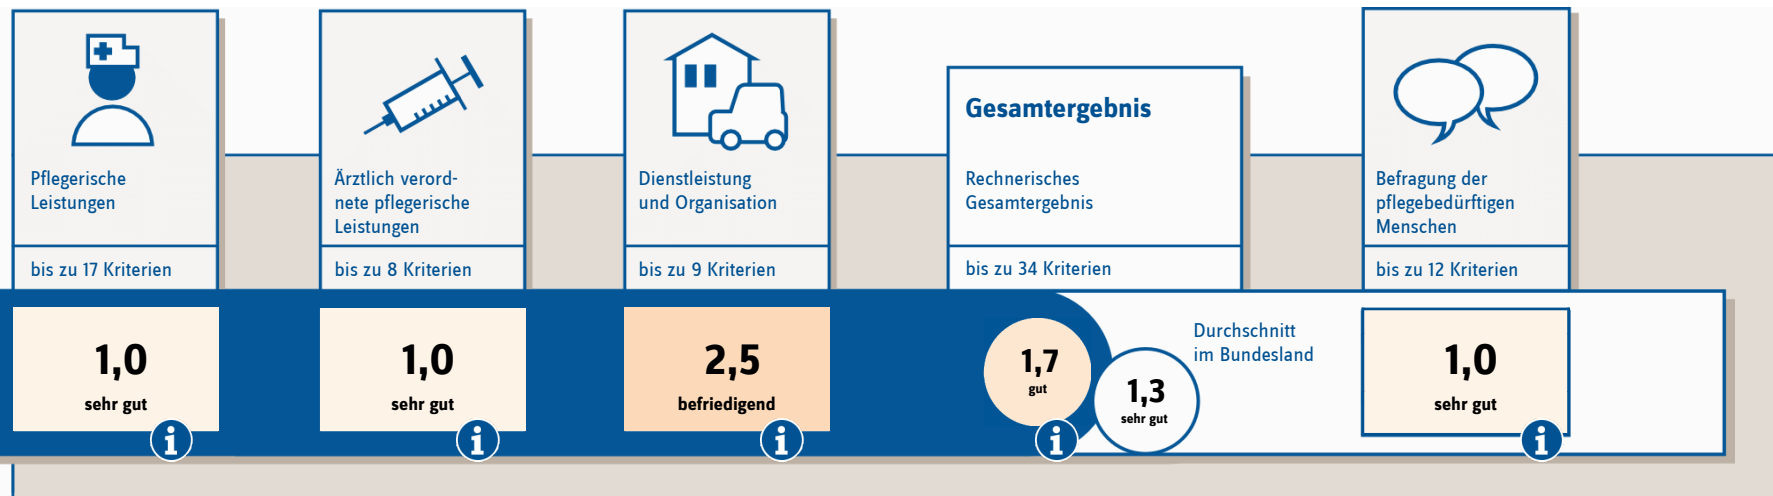 Pflegerische
Leistungen
bis zu 17 Kriterien
1,0
sehr gut
i
Ärztlich verord-
nete pflegerische
Leistungen
bis zu 8 Kriterien
1,0
sehr gut
i
Dienstleistung
und Organisation
bis zu 9 Kriterien
2,5
befriedigend
i
Gesamtergebnis
Rechnerisches
Gesamtergebnis
bis zu 34 Kriterien
1,7
gut
i
Durchschnitt
im Bundesland
1,3
sehr gut
Befragung der
pflegebedürftigen
Menschen
bis zu 12 Kriterien
1,0
sehr gut
i